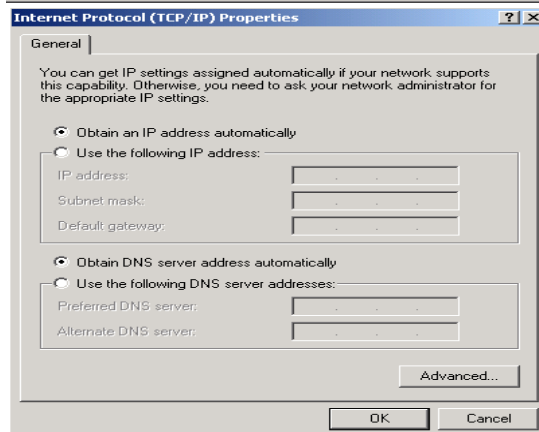 Internet Protocol (TCP/IP) Properties
General
You can get IP settings assigned automatically if your network supports
this capability. Otherwise, you need to ask your network administrator for
the appropriate IP settings.
Obtain an IP address automatically
Use the following IP address:
IP address:
Subnet mask:
Default gateway:
Obtain DNS server address automatically
Use the following DNS server addresses:
Preferred DNS server:
Alternate DNS server:
Advanced...
OK Cancel